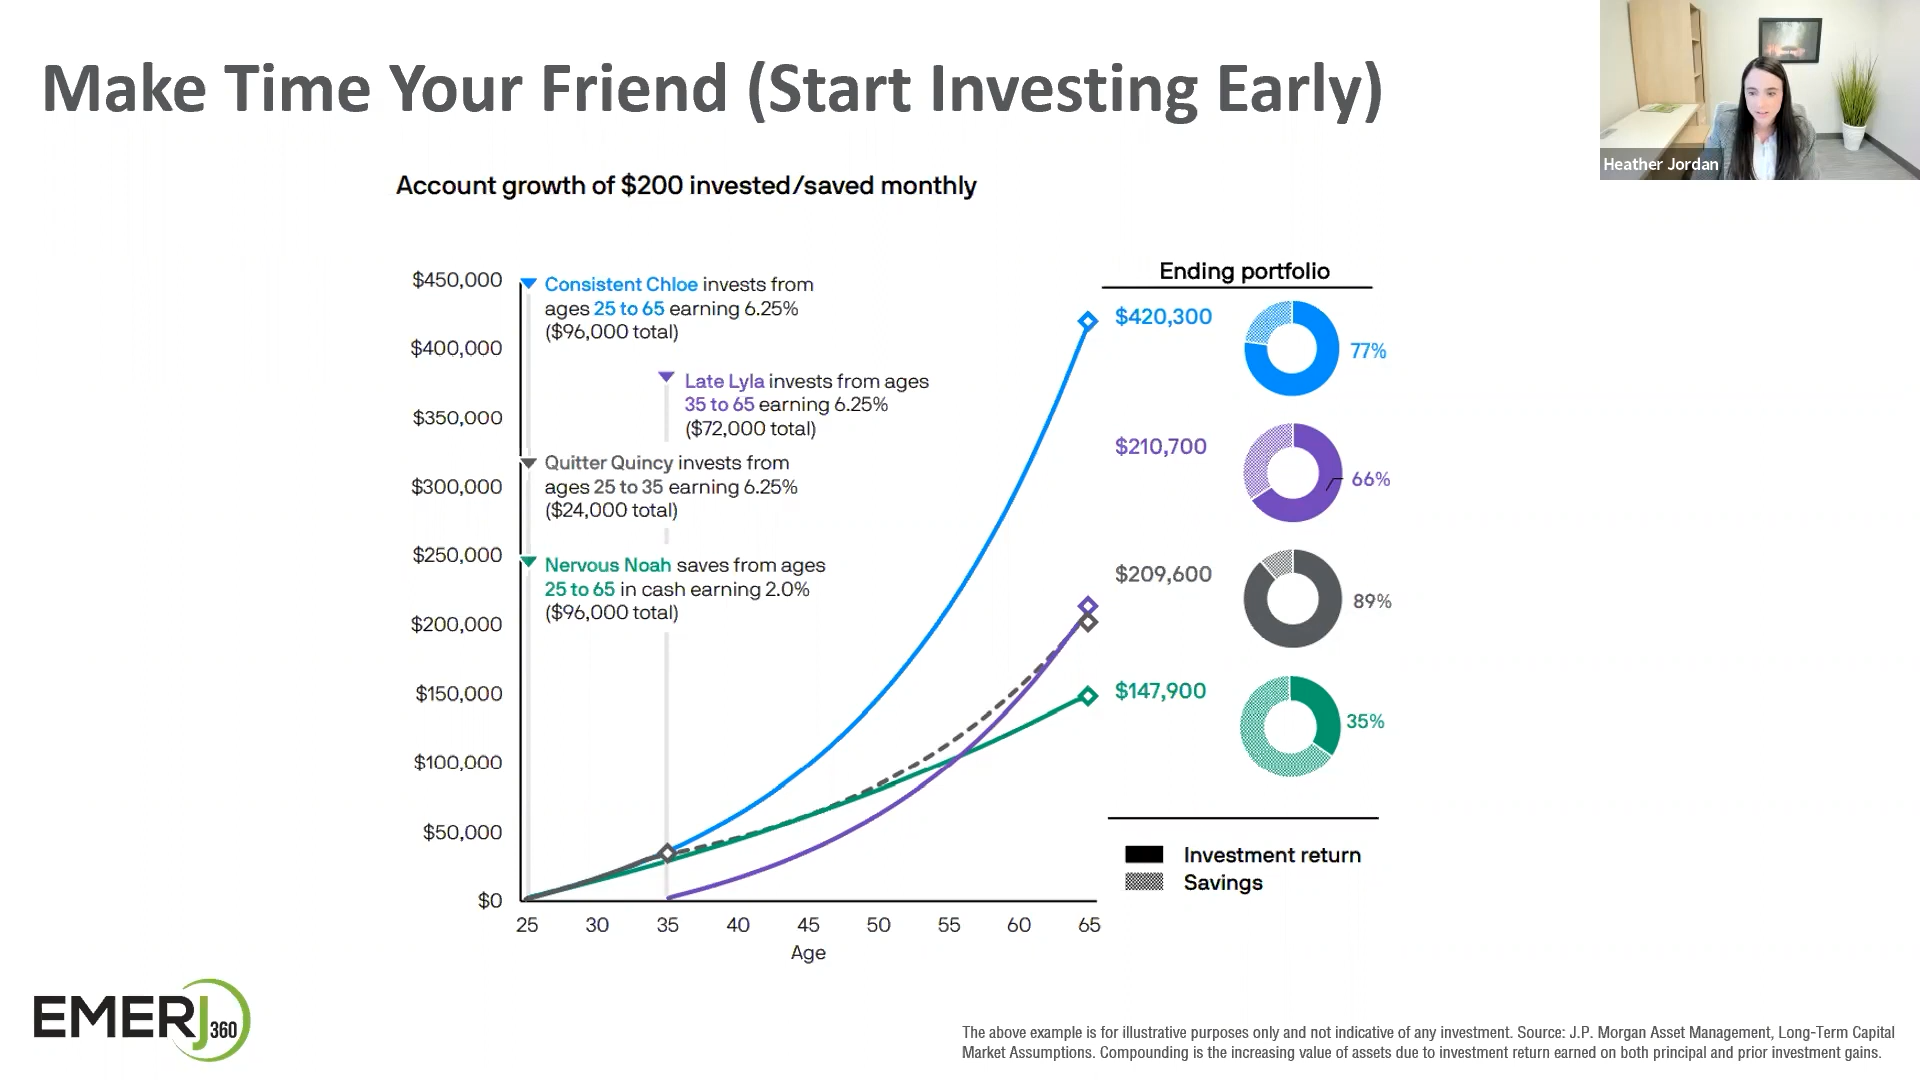 Make Time Your Friend (Start Investing Early)
Heather Jordan
Account growth of $200 invested/saved monthly
$450,000
$400,000
$350,000
$300,000
$250,000
$200,000
$150,000
$100,000
$50,000
$0
Consistent Chloe invests from
ages 25 to 65 earning 6.25%
($96,000 total)
Late Lyla invests from ages
35 to 65 earning 6.25%
($72,000 total)
Quitter Quincy invests from
ages 25 to 35 earning 6.25%
($24,000 total)
Nervous Noah saves from ages
25 to 65 in cash earning 2.0%
($96,000 total)
25 30 35 40 45 50 55 60 65
Age
Ending portfolio
$420,300 77%
$210,700 66%
$209,600 89%
$147,900 35%
Investment return
Savings
EMERJ360
The above example is for illustrative purposes only and not indicative of any investment. Source: J.P. Morgan Asset Management, Long-Term Capital
Market Assumptions. Compounding is the increasing value of assets due to investment return earned on both principal and prior investment gains.